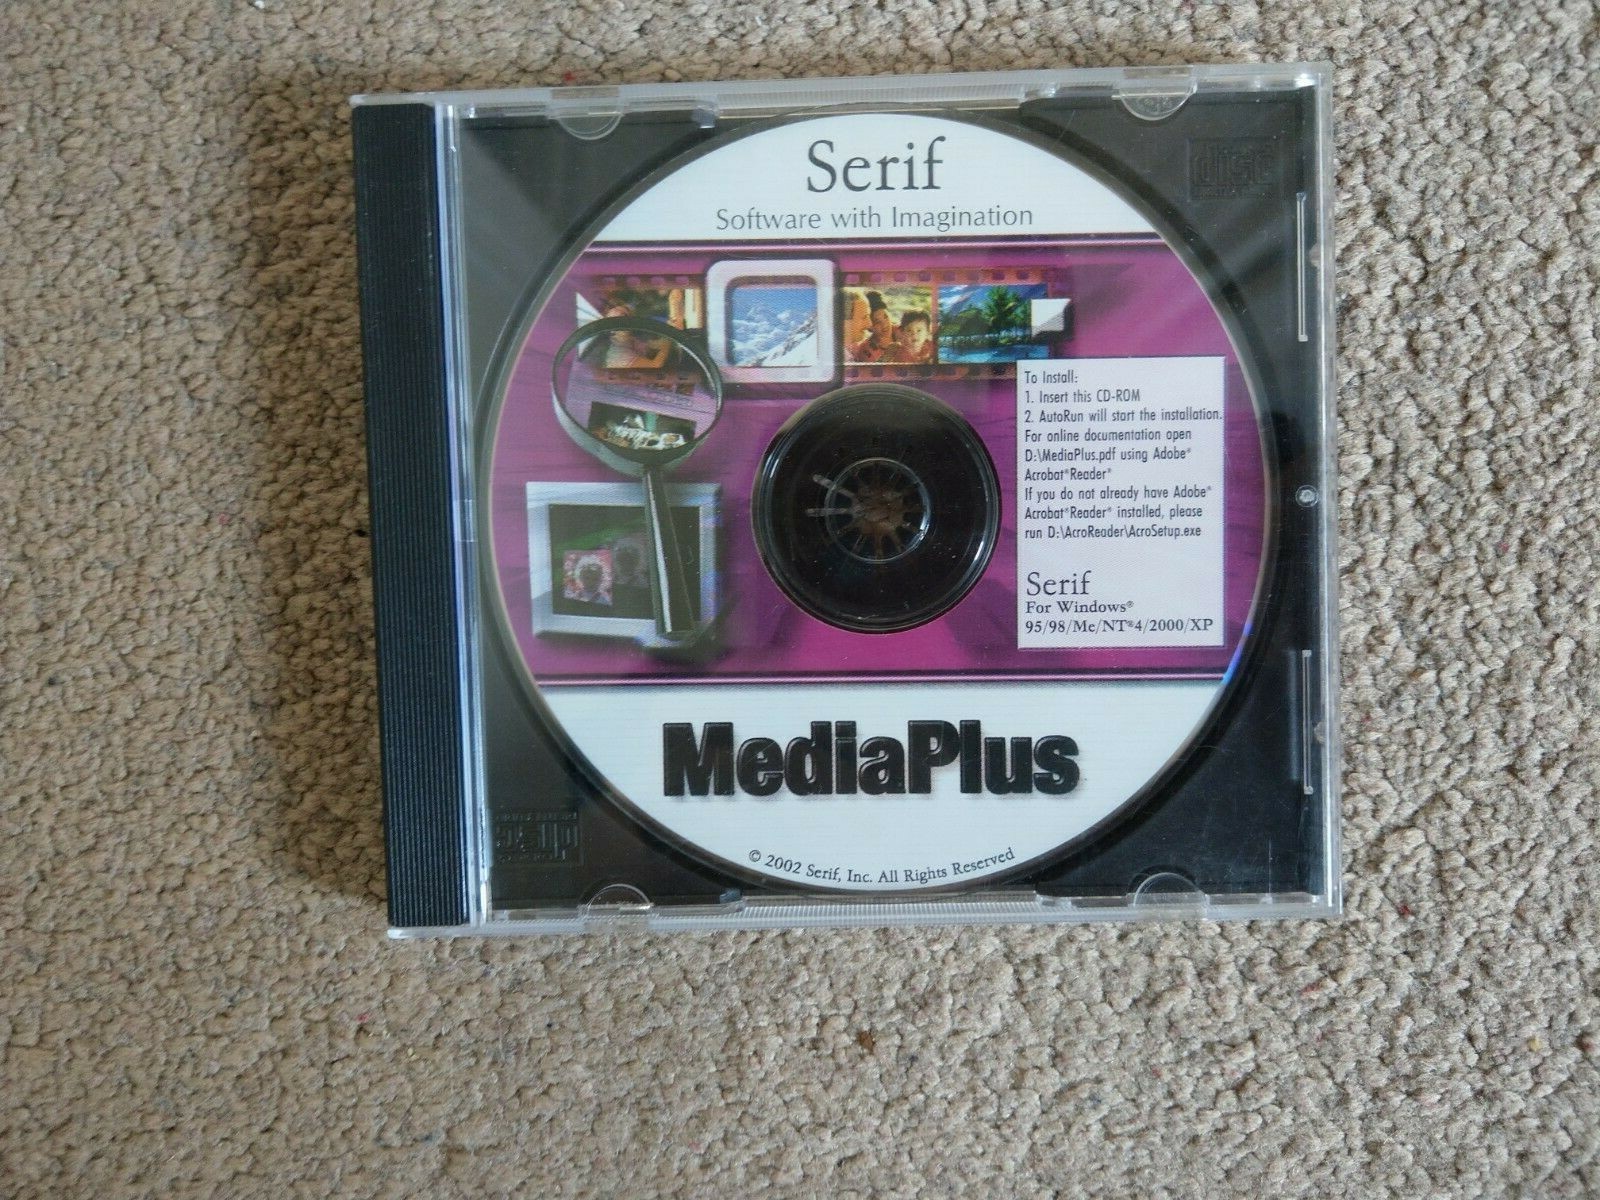 Serif
Software with Imagination
To Install:
1. Insert this CD-ROM
2. AutoRun will start the installation.
For online documentation open
D:\MediaPlus.pdf using Adobe®
Acrobat®Reader®
If you do not already have Adobe®
Acrobat®Reader® installed, please
run D:\AcroReader\AcroSetup.exe
Serif
For Windows®
95/98/Me/NT®4/2000/XP
MediaPlus
© 2002 Serif, Inc. All Rights Reserved
disc
disc